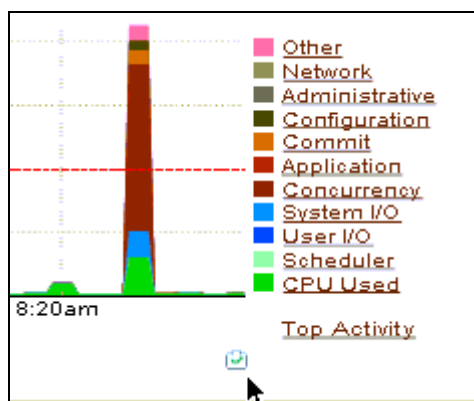 Other
Network
Administrative
Configuration
Commit
Application
Concurrency
System I/O
User I/O
Scheduler
CPU Used
8:20am
Top Activity